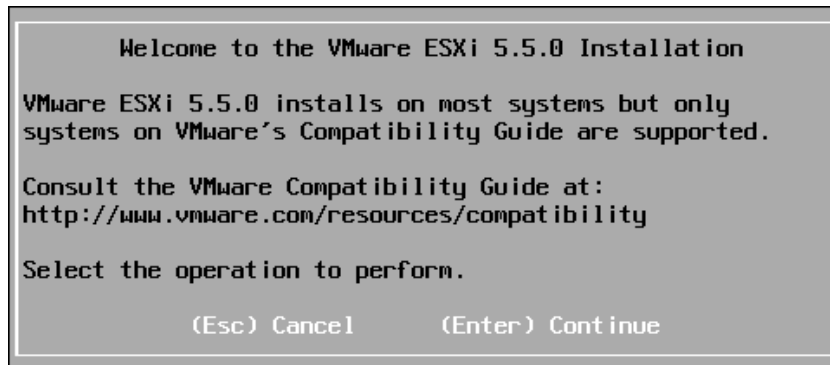 Welcome to the VMware ESXi 5.5.0 Installation
VMware ESXi 5.5.0 installs on most systems but only
systems on VMware's Compatibility Guide are supported.
Consult the VMware Compatibility Guide at:
http://www.vmware.com/resources/compatibility
Select the operation to perform.
(Esc) Cancel (Enter) Continue